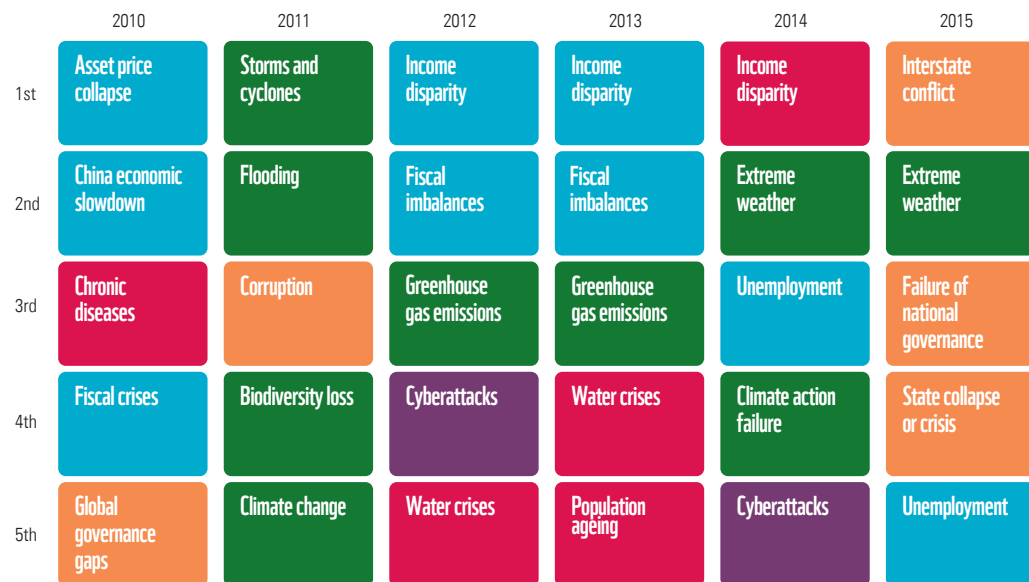 2010 2011 2012 2013 2014 2015
1st
Asset price
collapse
Storms and
cyclones
Income
disparity
Income
disparity
Income
disparity
Interstate
conflict
2nd
China economic
slowdown
Flooding
Fiscal
imbalances
Fiscal
imbalances
Extreme
weather
Extreme
weather
3rd
Chronic
diseases
Corruption
Greenhouse
gas emissions
Greenhouse
gas emissions
Unemployment
Failure of
national
governance
4th
Fiscal crises
Biodiversity loss
Cyberattacks
Water crises
Climate action
failure
State collapse
or crisis
5th
Global
governance
gaps
Climate change
Water crises
Population
ageing
Cyberattacks
Unemployment